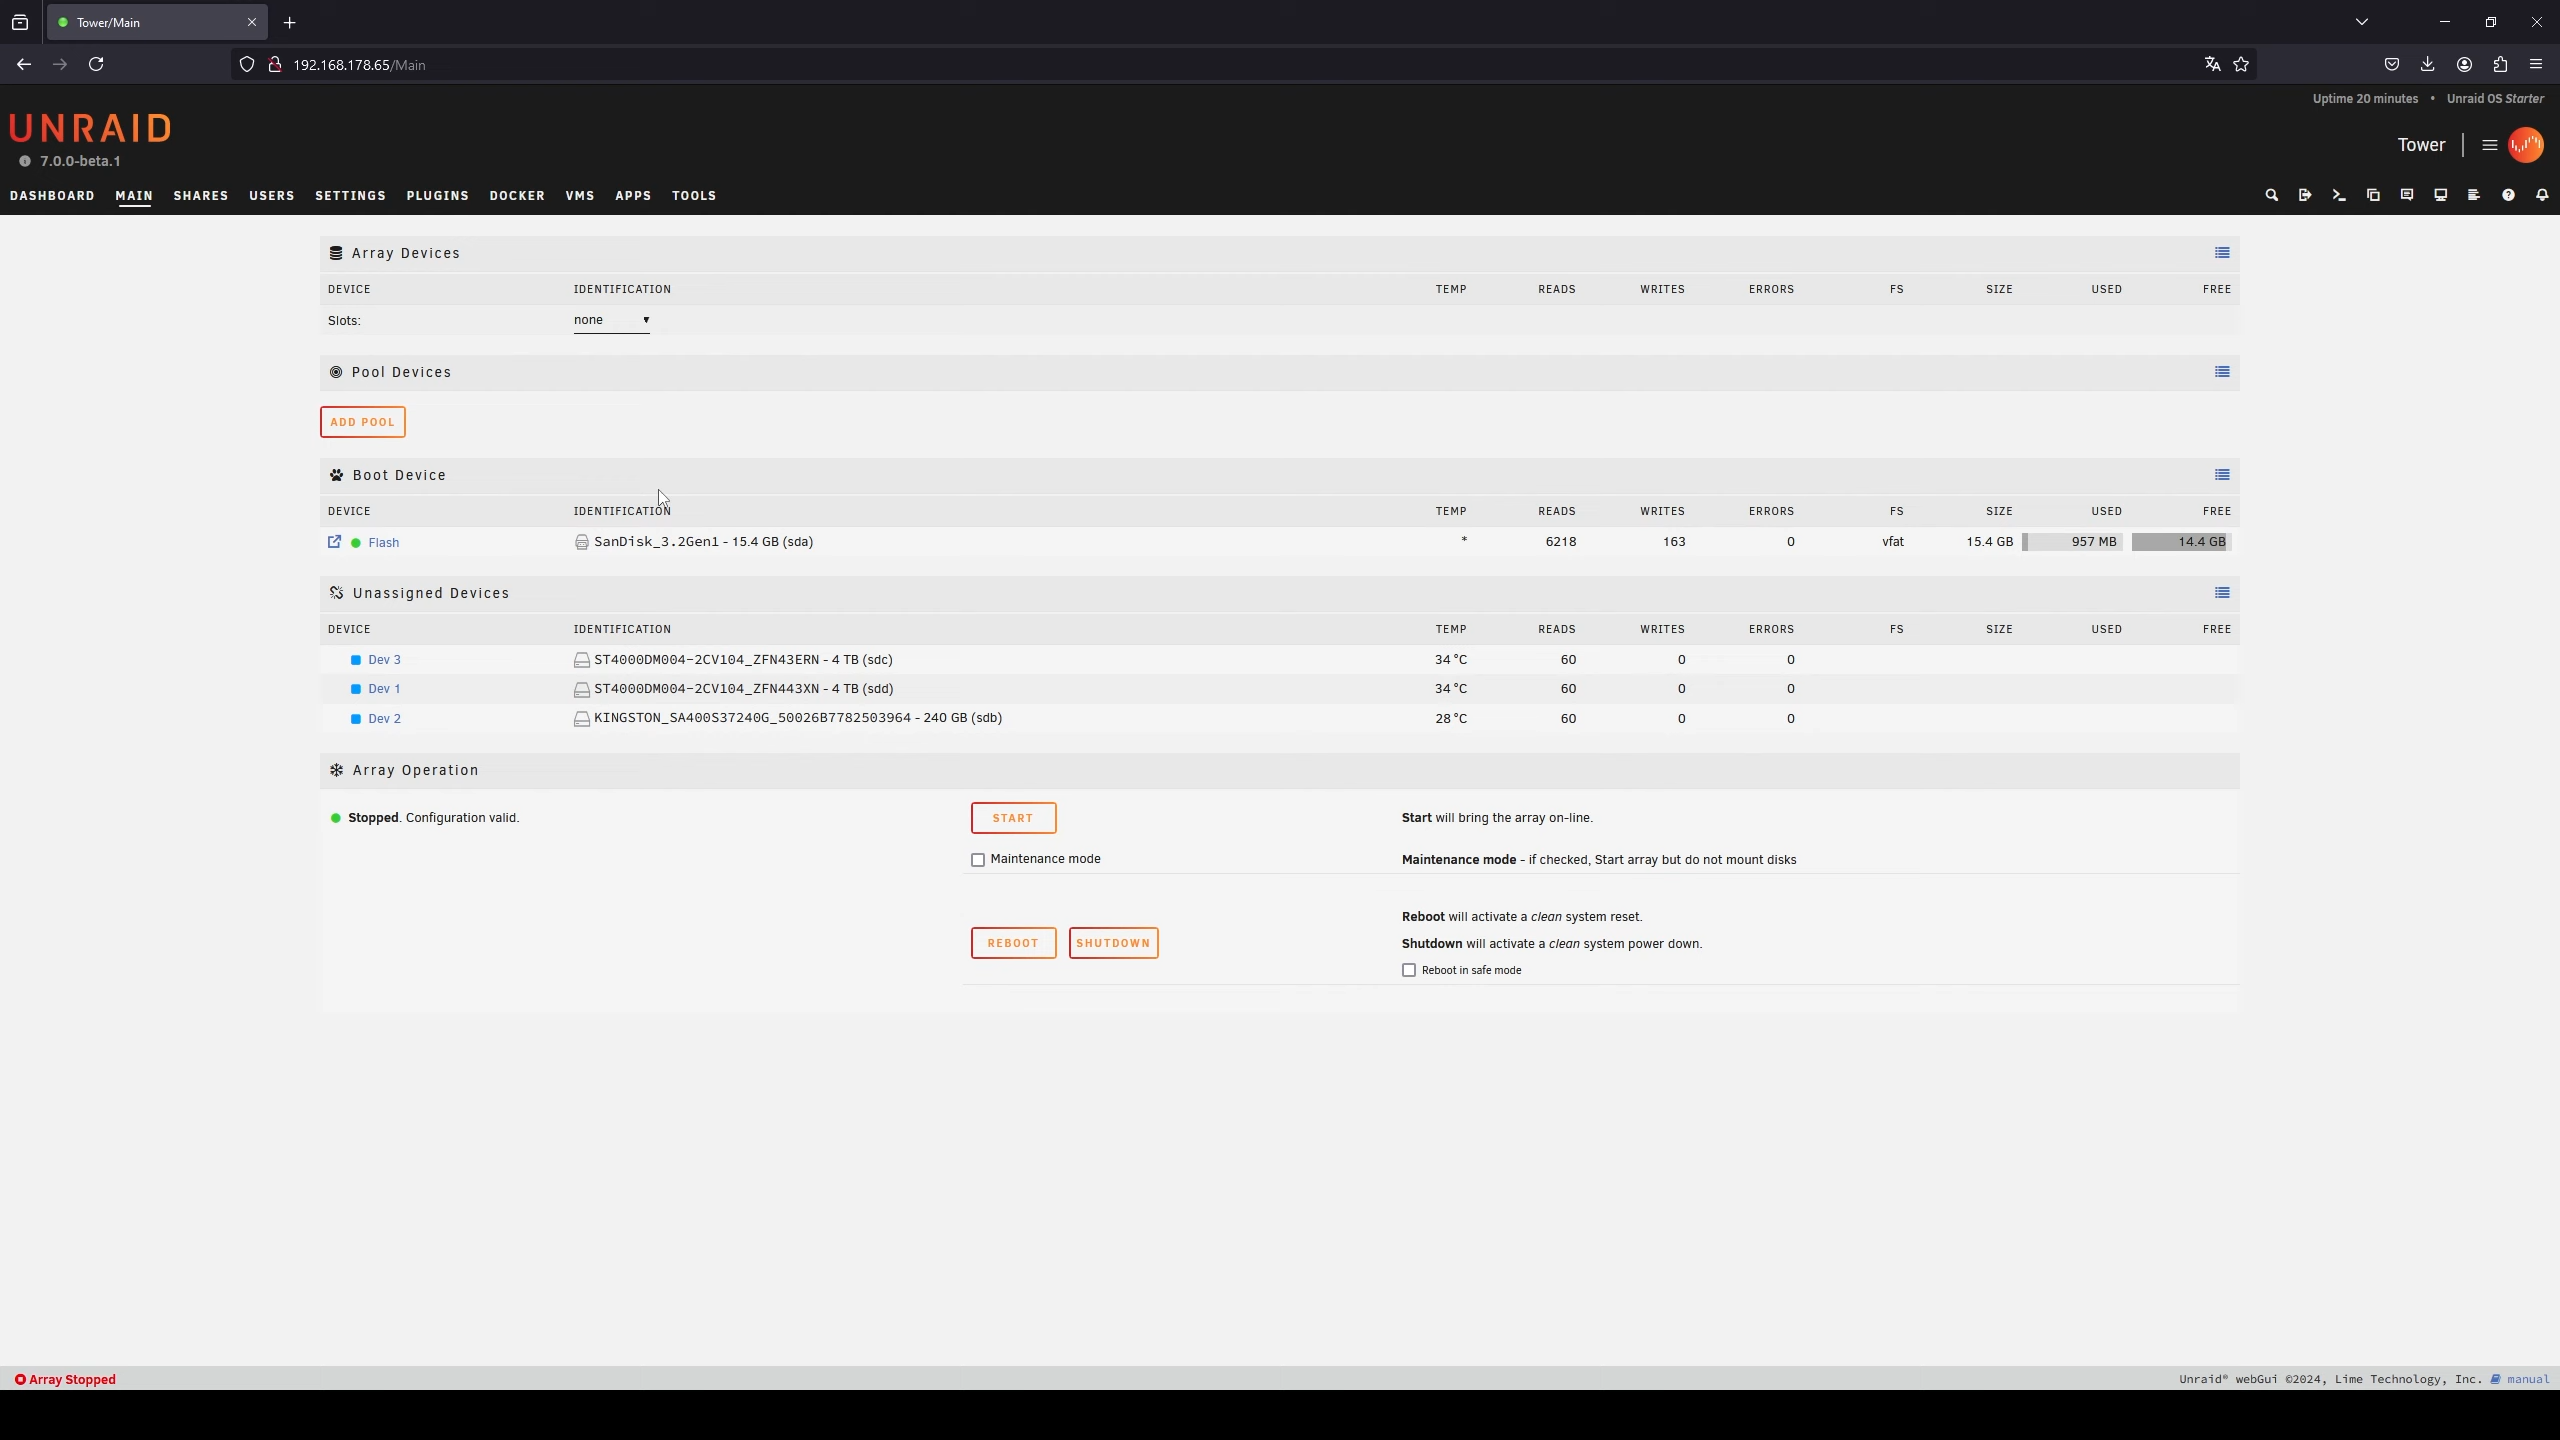 Tower/Main
192.168.178.65/Main
Uptime 20 minutes • Unraid OS Starter
UNRAID
7.0.0-beta.1
Tower
DASHBOARD MAIN SHARES USERS SETTINGS PLUGINS DOCKER VMS APPS TOOLS
Array Devices
DEVICE IDENTIFICATION TEMP READS WRITES ERRORS FS SIZE USED FREE
Slots: none
Pool Devices
ADD POOL
Boot Device
DEVICE IDENTIFICATION TEMP READS WRITES ERRORS FS SIZE USED FREE
Flash SanDisk_3.2Gen1 - 15.4 GB (sda) * 6218 163 0 vfat 15.4 GB 957 MB 14.4 GB
Unassigned Devices
DEVICE IDENTIFICATION TEMP READS WRITES ERRORS FS SIZE USED FREE
Dev 3 ST4000DM004-2CV104_ZFN43ERN - 4 TB (sdc) 34 °C 60 0 0
Dev 1 ST4000DM004-2CV104_ZFN443XN - 4 TB (sdd) 34 °C 60 0 0
Dev 2 KINGSTON_SA400S37240G_50026B7782503964 - 240 GB (sdb) 28 °C 60 0 0
Array Operation
Stopped. Configuration valid. START Start will bring the array on-line.
Maintenance mode Maintenance mode - if checked, Start array but do not mount disks
Reboot will activate a clean system reset.
REBOOT SHUTDOWN Shutdown will activate a clean system power down.
Reboot in safe mode
Array Stopped Unraid® webGui ©2024, Lime Technology, Inc. manual